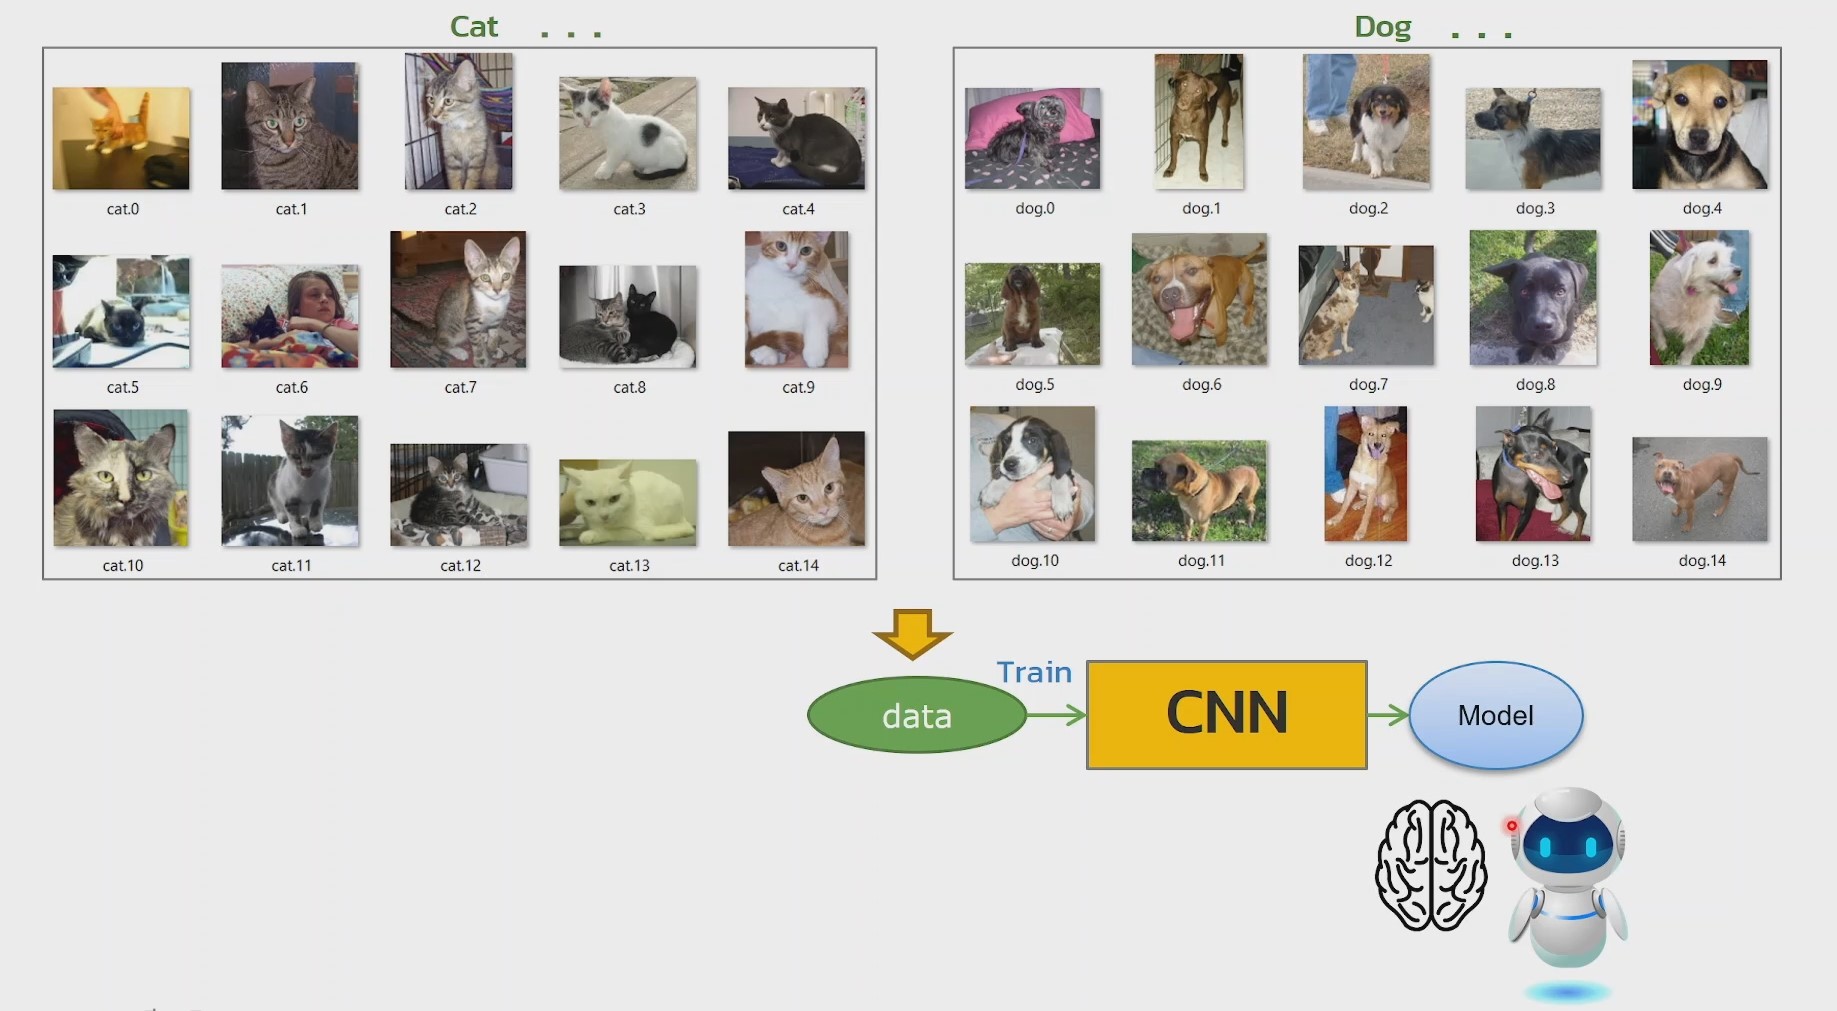 Cat . . .
Dog . . .
cat.0 cat.1 cat.2 cat.3 cat.4
cat.5 cat.6 cat.7 cat.8 cat.9
cat.10 cat.11 cat.12 cat.13 cat.14
dog.0 dog.1 dog.2 dog.3 dog.4
dog.5 dog.6 dog.7 dog.8 dog.9
dog.10 dog.11 dog.12 dog.13 dog.14
Train
data
CNN
Model